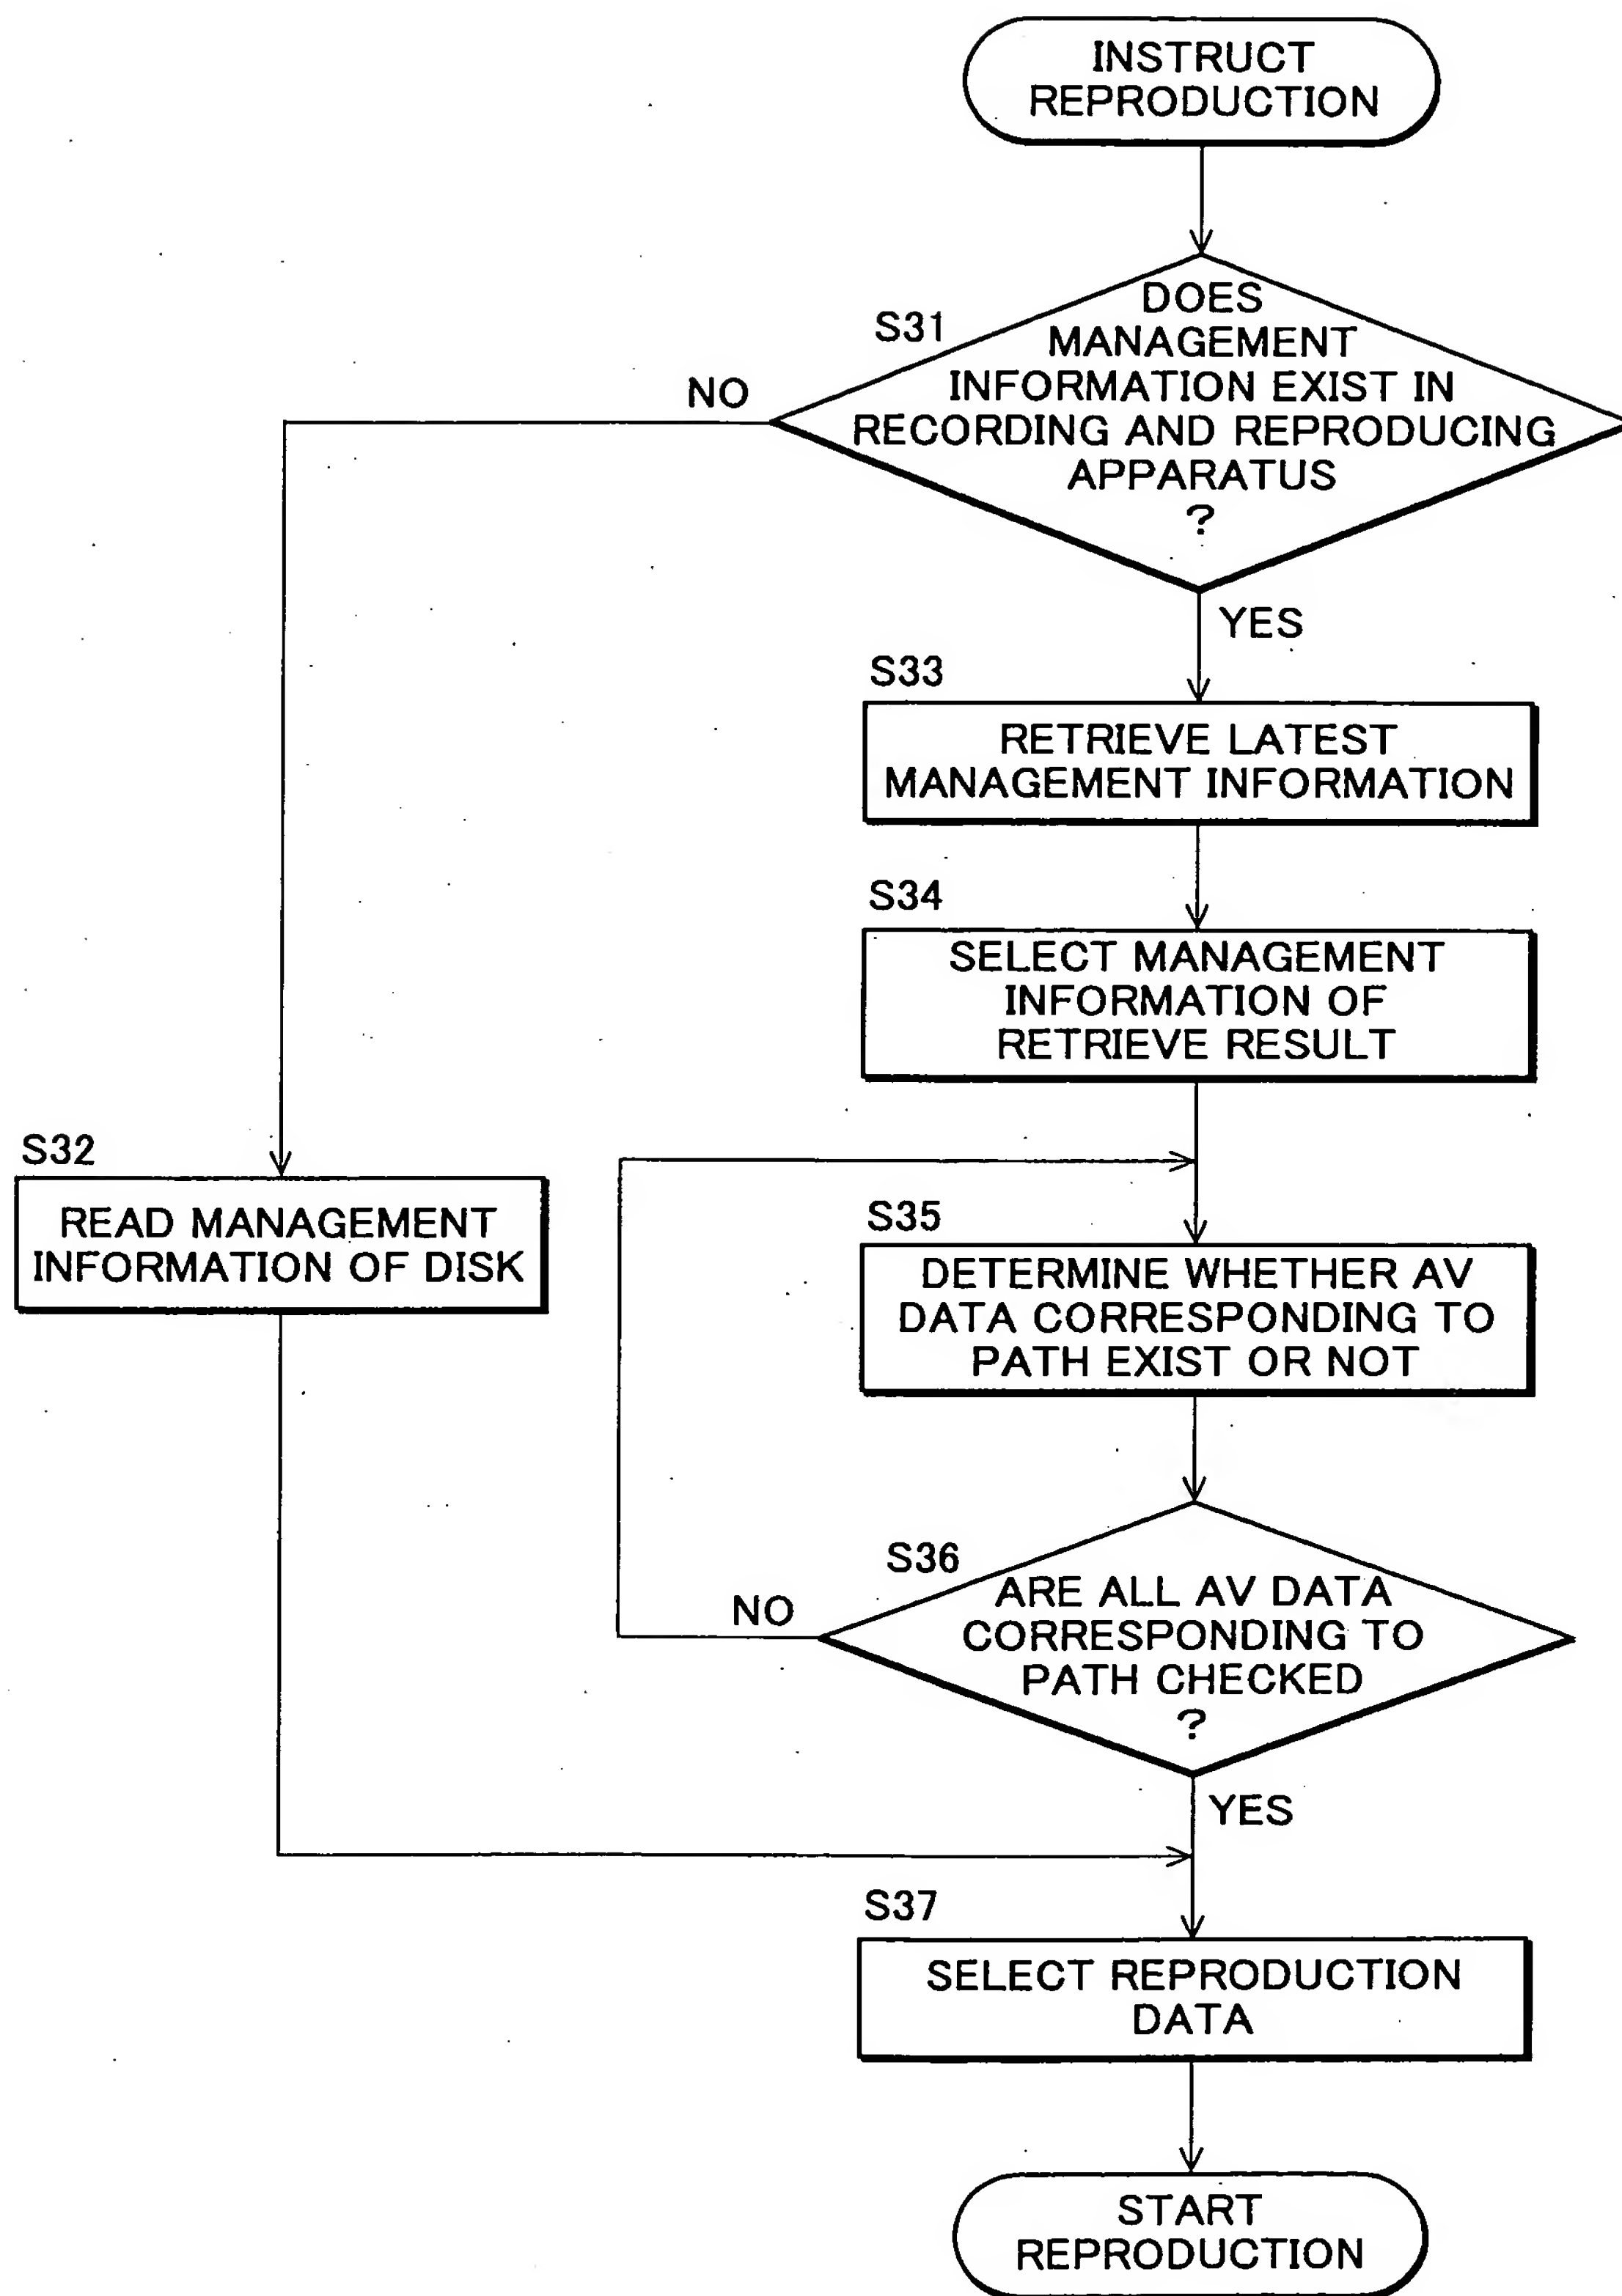 INSTRUCT
REPRODUCTION
S31
DOES
MANAGEMENT
INFORMATION EXIST IN
RECORDING AND REPRODUCING
APPARATUS
?
NO
YES
S33
RETRIEVE LATEST
MANAGEMENT INFORMATION
S34
SELECT MANAGEMENT
INFORMATION OF
RETRIEVE RESULT
S32
READ MANAGEMENT
INFORMATION OF DISK
S35
DETERMINE WHETHER AV
DATA CORRESPONDING TO
PATH EXIST OR NOT
S36
ARE ALL AV DATA
CORRESPONDING TO
PATH CHECKED
?
NO
YES
S37
SELECT REPRODUCTION
DATA
START
REPRODUCTION